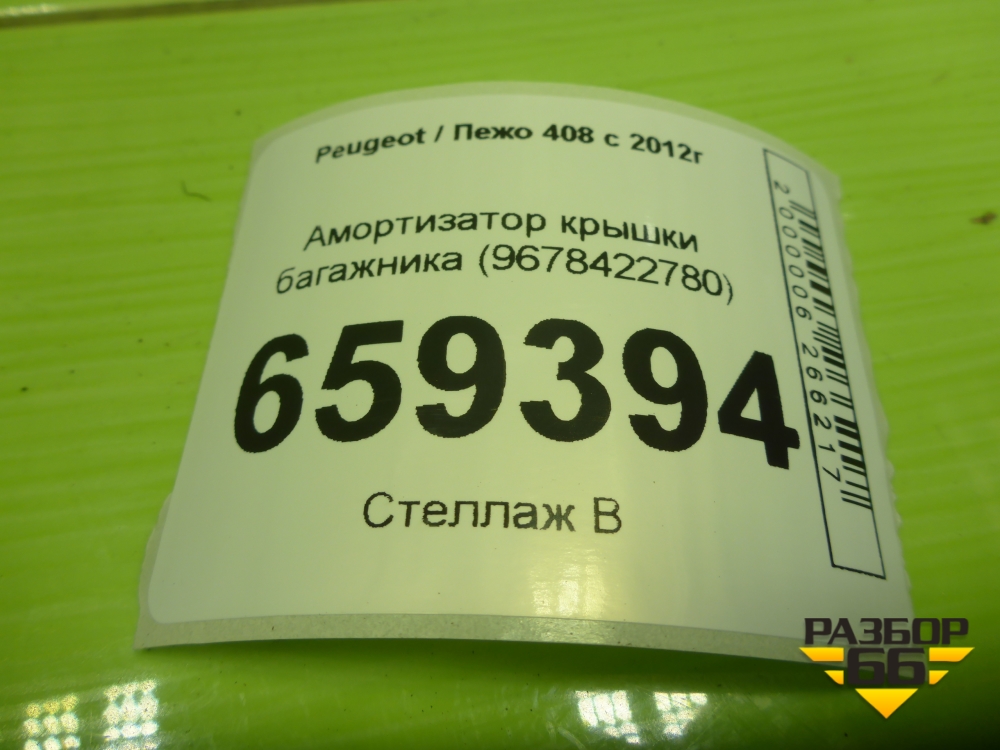 Peugeot / Пежо 408 с 2012г
Амортизатор крышки
багажника (9678422780)
659394
Стеллаж В
2000006266217
РАЗБОР
66